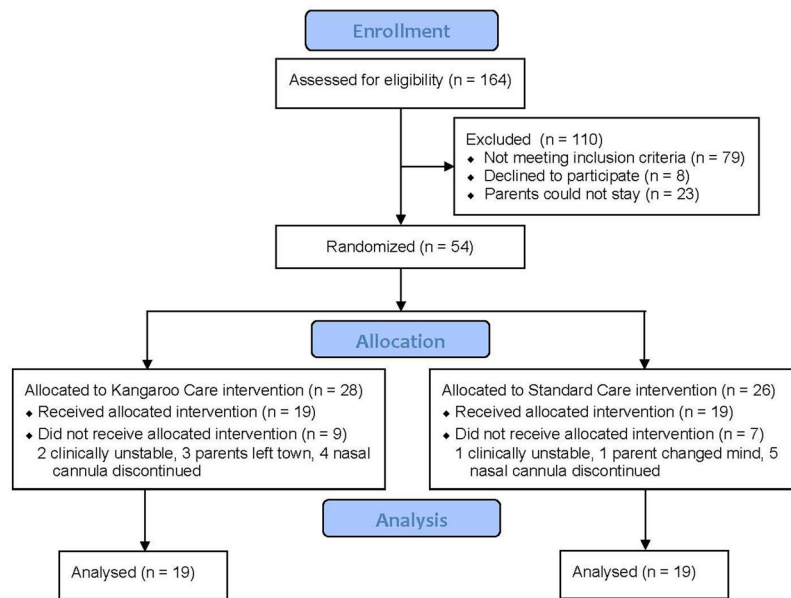 Enrollment
Assessed for eligibility (n = 164)
Excluded (n = 110)
♦ Not meeting inclusion criteria (n = 79)
♦ Declined to participate (n = 8)
♦ Parents could not stay (n = 23)
Randomized (n = 54)
Allocation
Allocated to Kangaroo Care intervention (n = 28)
♦ Received allocated intervention (n = 19)
♦ Did not receive allocated intervention (n = 9)
2 clinically unstable, 3 parents left town, 4 nasal
cannula discontinued
Allocated to Standard Care intervention (n = 26)
♦ Received allocated intervention (n = 19)
♦ Did not receive allocated intervention (n = 7)
1 clinically unstable, 1 parent changed mind, 5
nasal cannula discontinued
Analysis
Analysed (n = 19)
Analysed (n = 19)